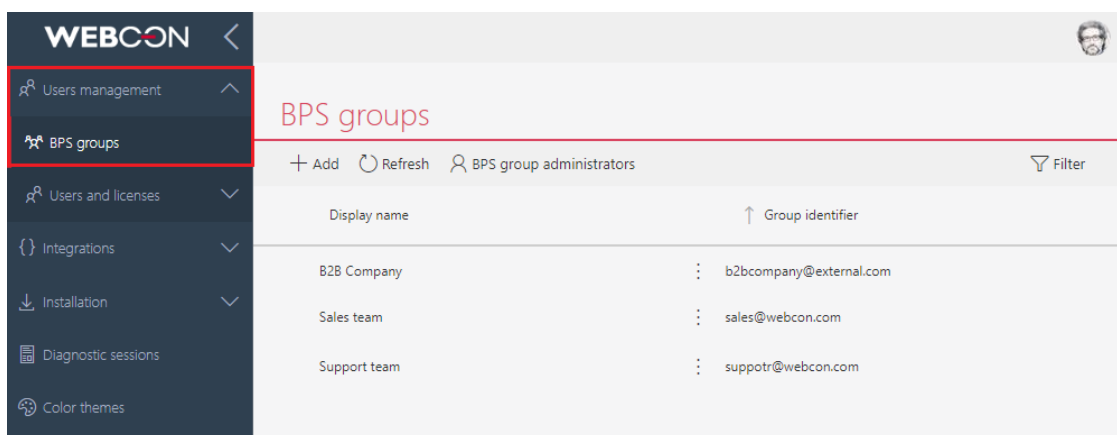 WEBCON
Users management
BPS groups
Users and licenses
{ } Integrations
Installation
Diagnostic sessions
Color themes
BPS groups
+ Add Refresh BPS group administrators Filter
Display name ↑ Group identifier
B2B Company ⋮ b2bcompany@external.com
Sales team ⋮ sales@webcon.com
Support team ⋮ suppotr@webcon.com